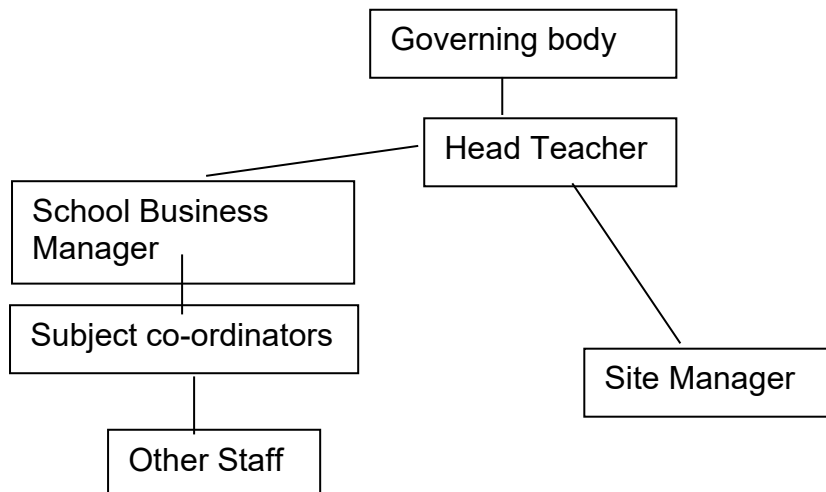 Governing body
Head Teacher
School Business
Manager
Subject co-ordinators
Site Manager
Other Staff